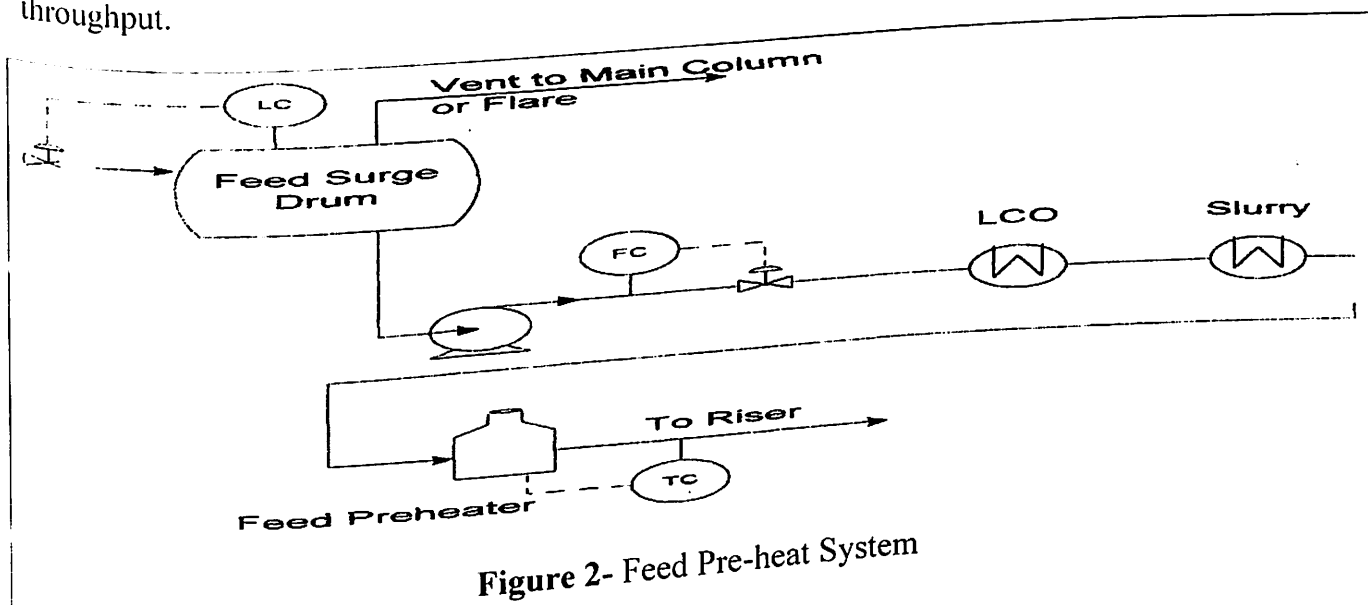 throughput.
Vent to Main Column
or Flare
LC
Feed Surge
Drum
FC
LCO
Slurry
To Riser
TC
Feed Preheater
Figure 2- Feed Pre-heat System